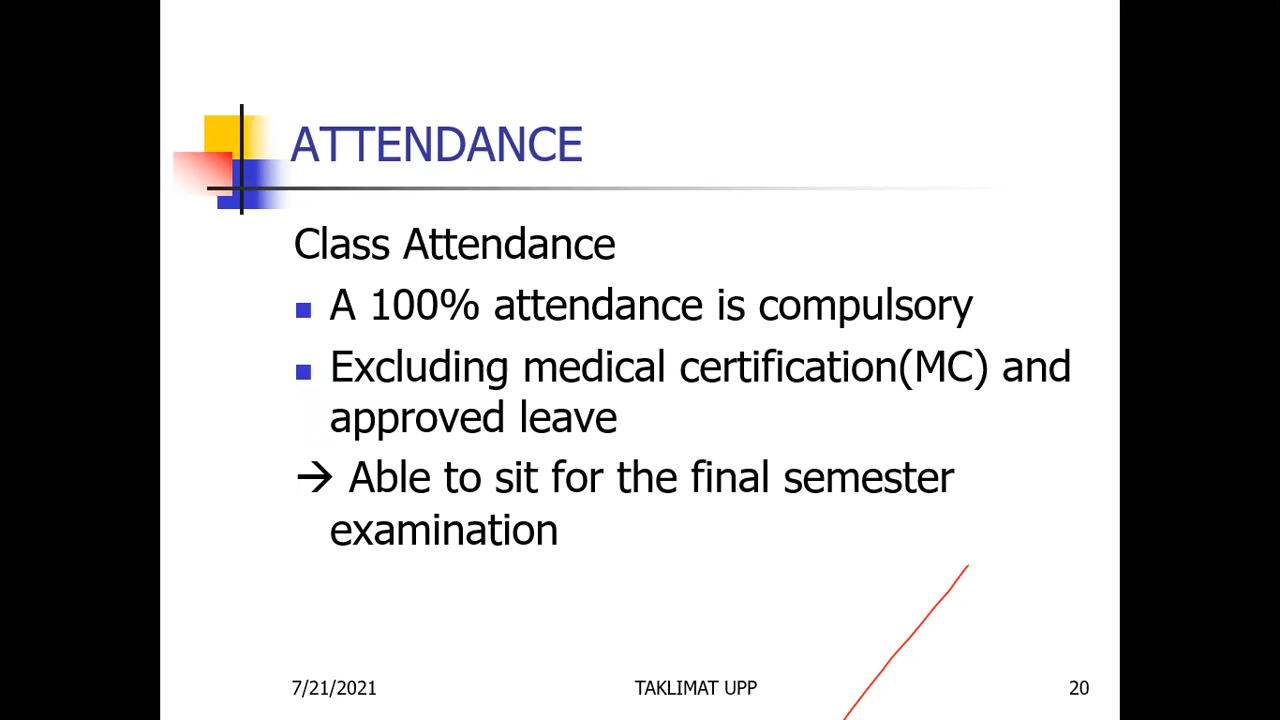 ATTENDANCE
Class Attendance
A 100% attendance is compulsory
Excluding medical certification(MC) and
approved leave
→ Able to sit for the final semester
examination
7/21/2021 TAKLIMAT UPP 20